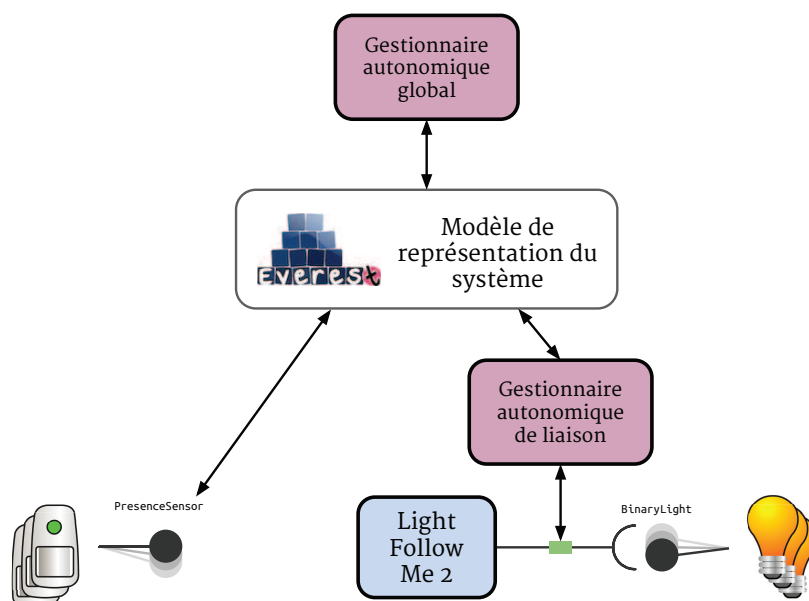 Gestionnaire
autonomique
global
Everest
Modèle de
représentation du
système
Gestionnaire
autonomique
de liaison
PresenceSensor
Light
Follow
Me 2
BinaryLight